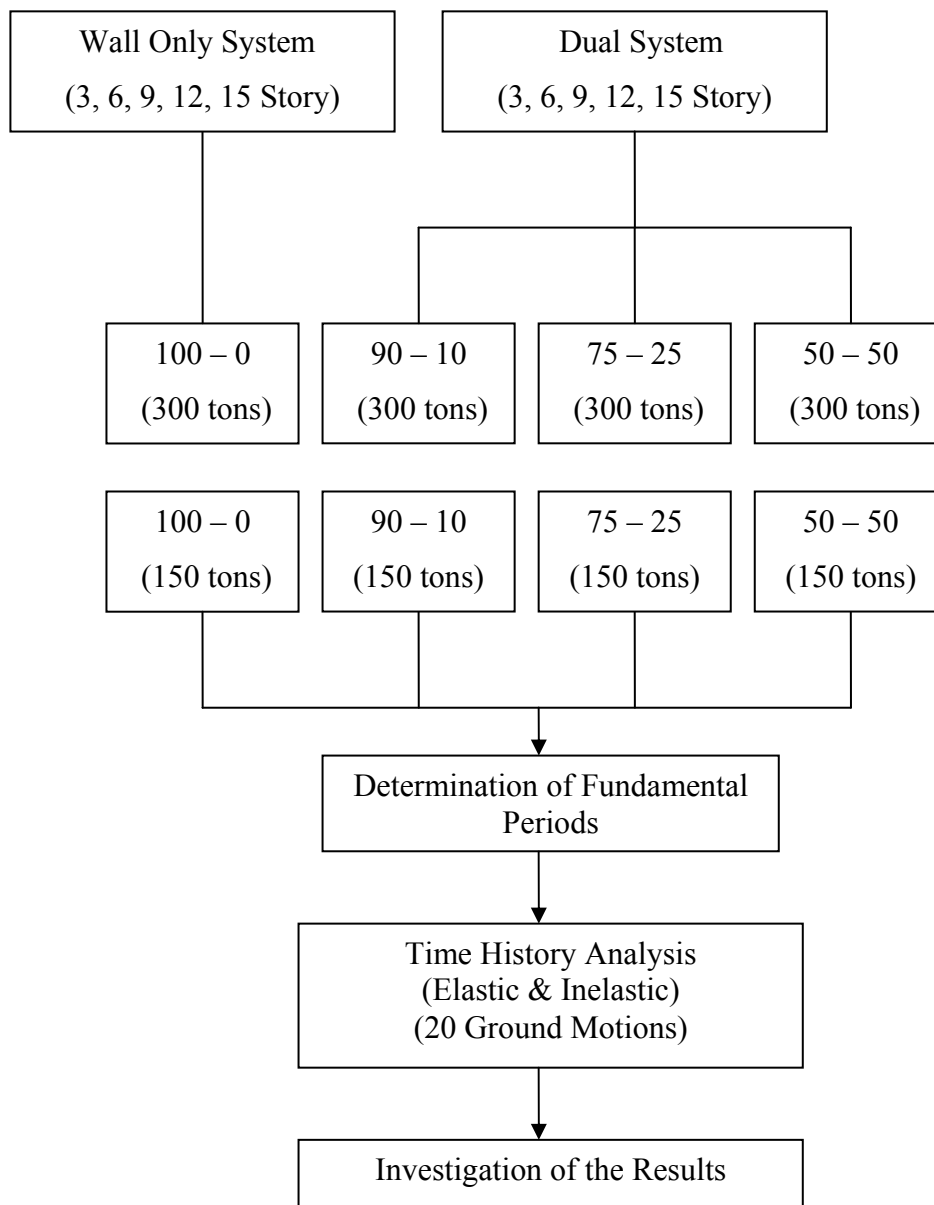 Wall Only System
(3, 6, 9, 12, 15 Story)
Dual System
(3, 6, 9, 12, 15 Story)
100 – 0
(300 tons)
90 – 10
(300 tons)
75 – 25
(300 tons)
50 – 50
(300 tons)
100 – 0
(150 tons)
90 – 10
(150 tons)
75 – 25
(150 tons)
50 – 50
(150 tons)
Determination of Fundamental
Periods
Time History Analysis
(Elastic & Inelastic)
(20 Ground Motions)
Investigation of the Results